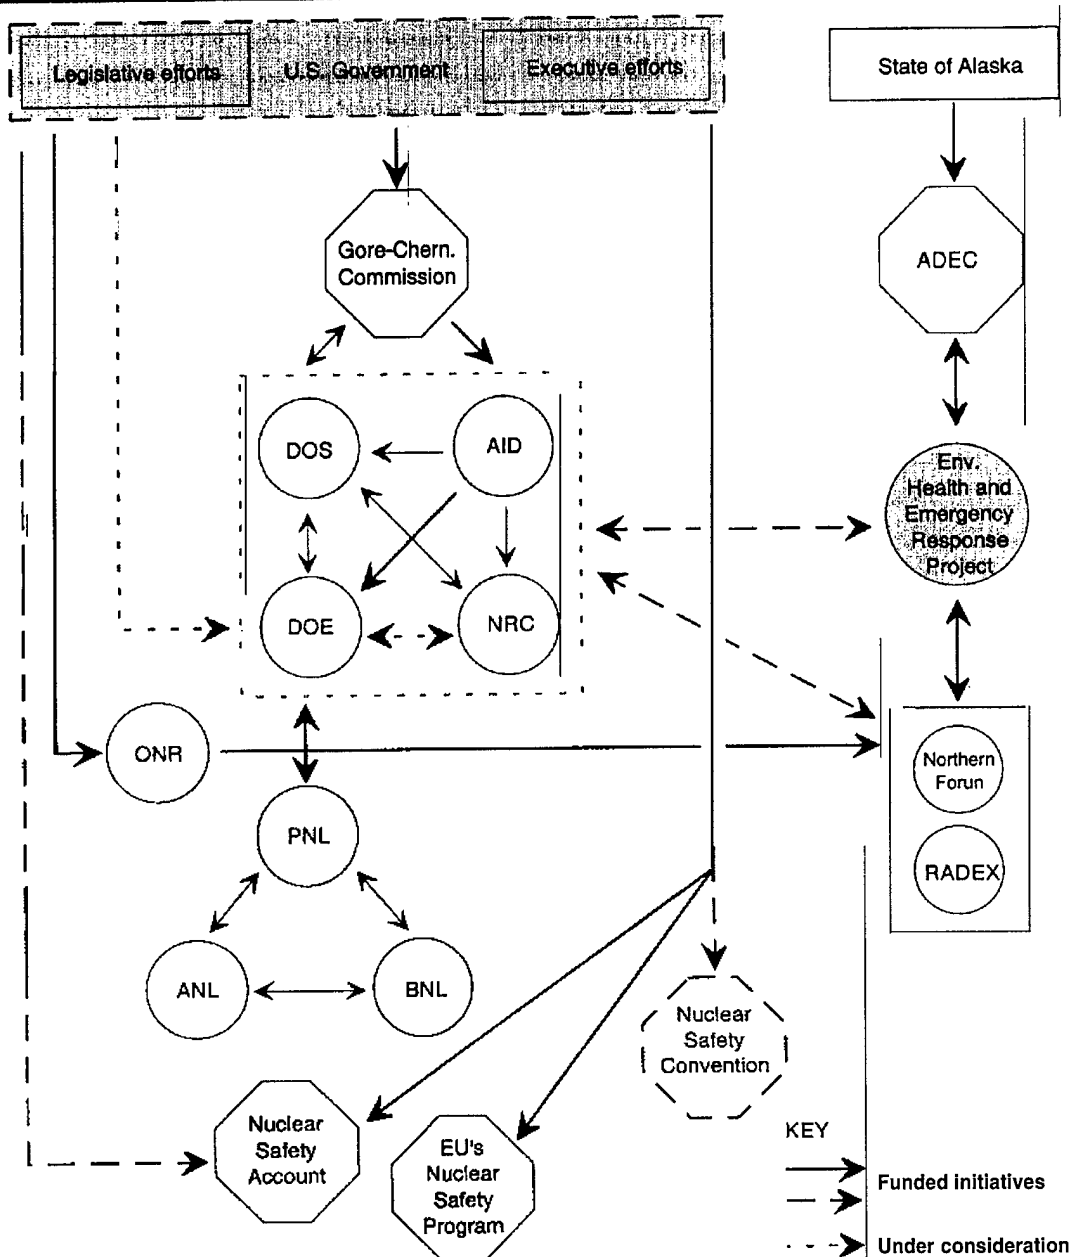 Legislative efforts
U.S. Government
Executive efforts
State of Alaska
Gore-Chern.
Commission
ADEC
DOS
AID
DOE
NRC
Env.
Health and
Emergency
Response
Project
ONR
PNL
ANL
BNL
Northern
Forun
RADEX
Nuclear
Safety
Convention
Nuclear
Safety
Account
EU's
Nuclear
Safety
Program
KEY
Funded initiatives
Under consideration